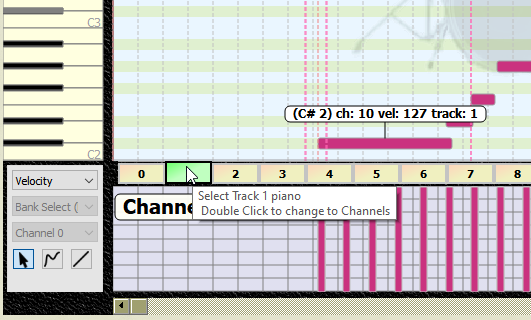 C3
(C# 2) ch: 10 vel: 127 track: 1
C2
0 2 3 4 5 6 7 8
Velocity
Select Track 1 piano
Double Click to change to Channels
Bank Select (
Channe
Channel 0